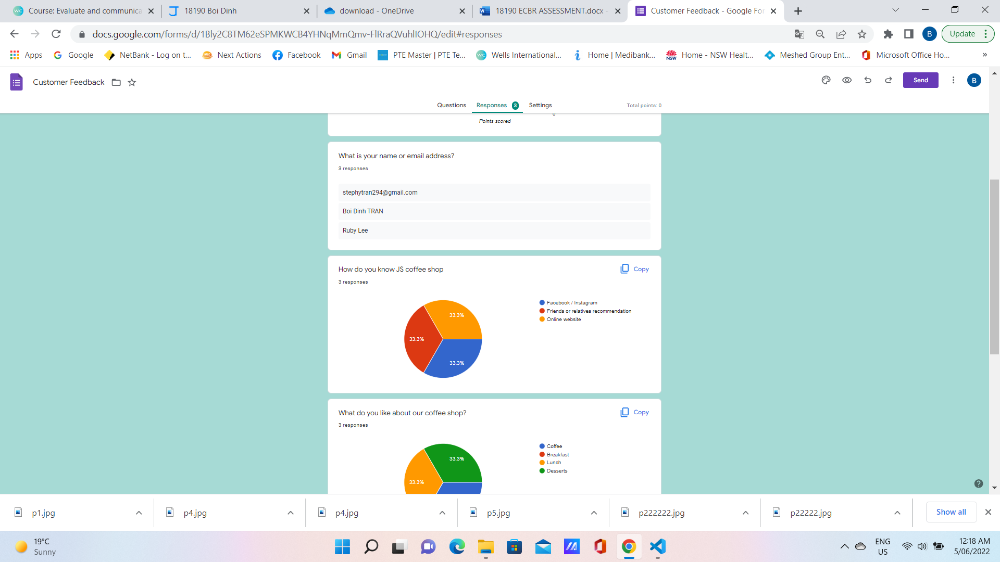 Course: Evaluate and communica
18190 Boi Dinh
download - OneDrive
18190 ECBR ASSESSMENT.docx -
Customer Feedback - Google For
docs.google.com/forms/d/1Bly2C8TM62eSPMKWCB4YHNqMmQmv-FlRraQVuhlIOHQ/edit#responses
B
Update
Apps
Google
NetBank - Log on t...
Next Actions
Facebook
Gmail
PTE Master | PTE Te...
Wells International...
Home | Medibank...
Home - NSW Healt...
Meshed Group Ent...
Microsoft Office Ho...
»
Customer Feedback
Send
B
Questions
Responses 3
Settings
Total points: 0
Points scored
What is your name or email address?
3 responses
stephytran294@gmail.com
Boi Dinh TRAN
Ruby Lee
How do you know JS coffee shop
Copy
3 responses
33.3%
33.3%
33.3%
Facebook / Instagram
Friends or relatives recommendation
Online website
What do you like about our coffee shop?
Copy
3 responses
33.3%
33.3%
Coffee
Breakfast
Lunch
Desserts
p1.jpg
p4.jpg
p4.jpg
p5.jpg
p222222.jpg
p22222.jpg
Show all
19°C
Sunny
ENG
US
12:18 AM
5/06/2022